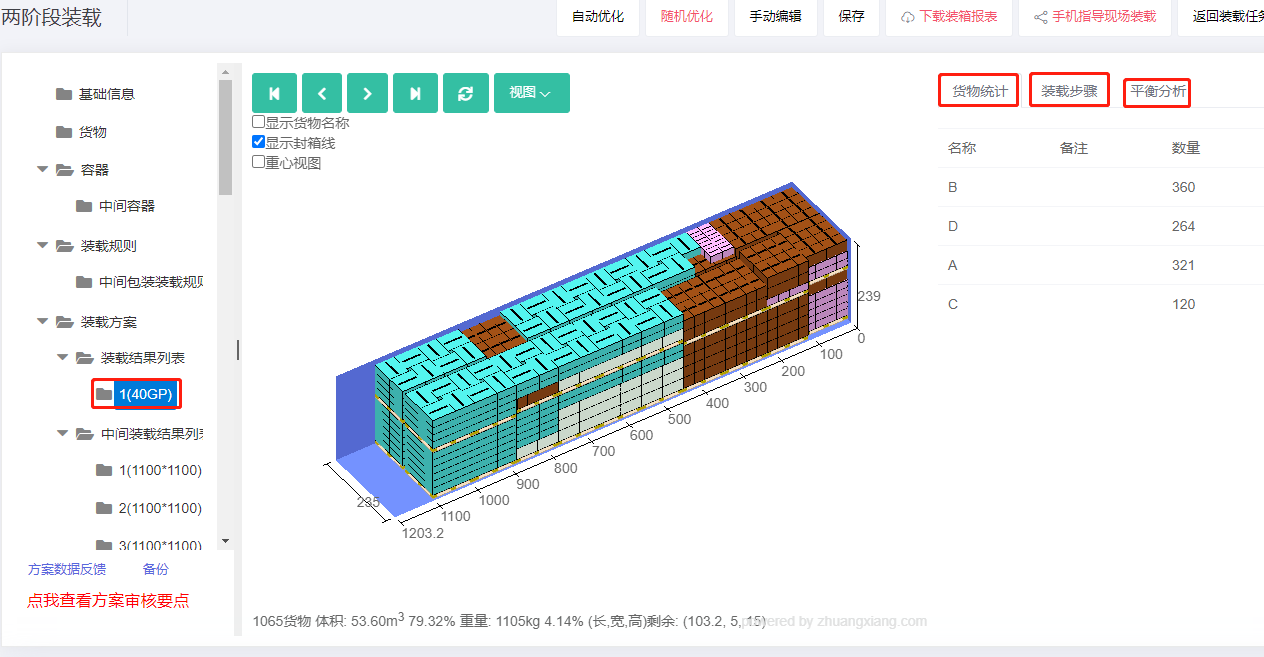 两阶段装载
自动优化 随机优化 手动编辑 保存 下载装箱报表 手机指导现场装载 返回装载任务
基础信息
货物
容器
中间容器
装载规则
中间包装装载规则
装载方案
装载结果列表
1(40GP)
中间装载结果列表
1(1100*1100)
2(1100*1100)
3(1100*1100)
方案数据反馈 备份
点我查看方案审核要点
视图
显示货物名称
显示封箱线
重心视图
239
0
100
200
300
400
500
600
700
800
900
1000
1100
1203.2
235
1065货物 体积: 53.60m³ 79.32% 重量: 1105kg 4.14% (长,宽,高)剩余: (103.2, 5, 15)
powered by zhuangxiang.com
货物统计 装载步骤 平衡分析
名称 备注 数量
B 360
D 264
A 321
C 120